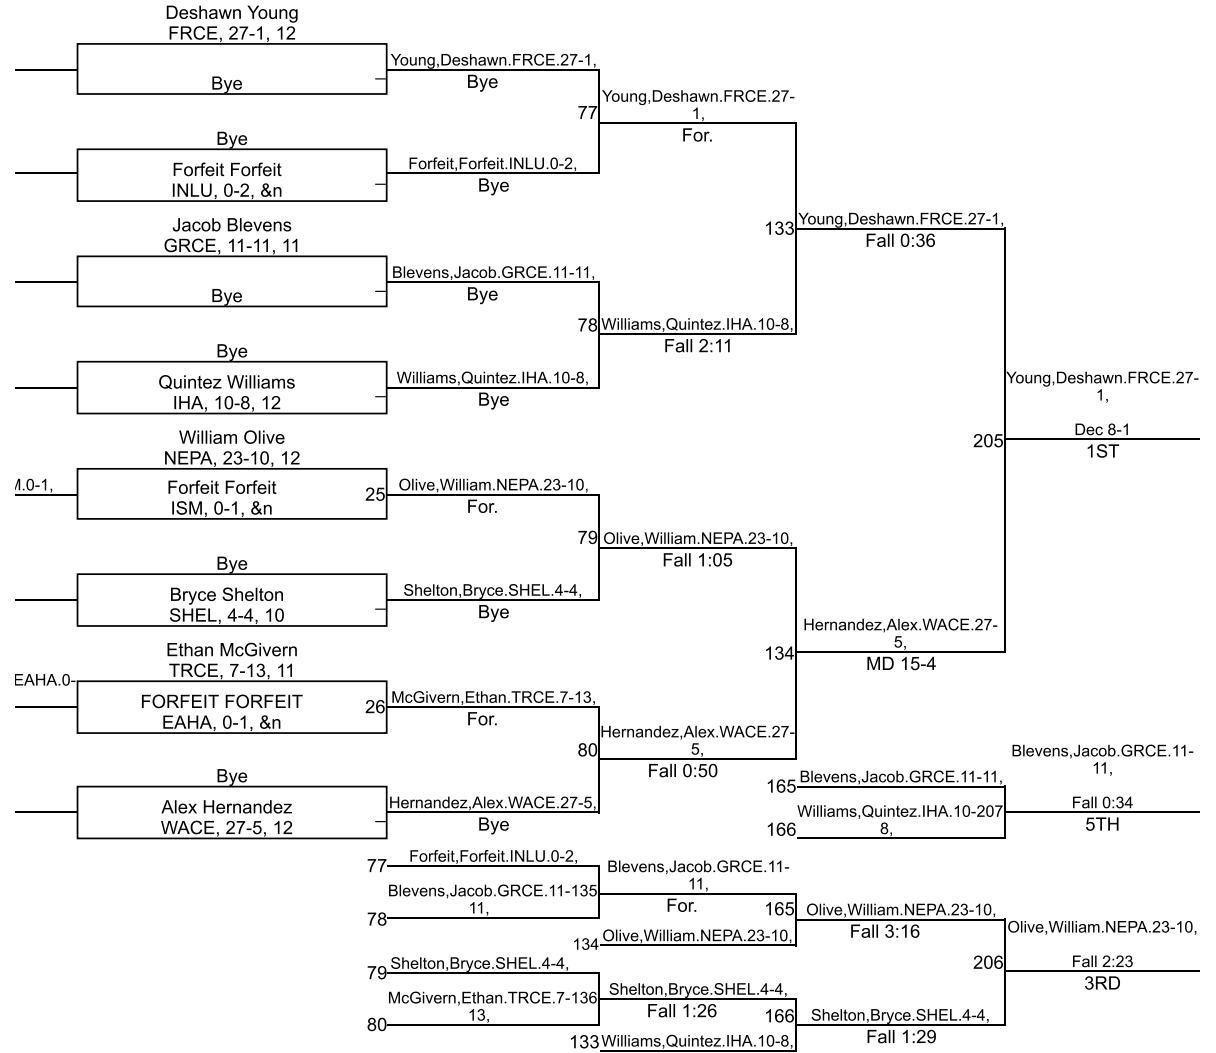 Deshawn Young
FRCE, 27-1, 12
Bye
Young,Deshawn.FRCE.27-1,
Bye
77
Young,Deshawn.FRCE.27-
1,
For.
Bye
Forfeit Forfeit
INLU, 0-2, &n
Forfeit,Forfeit.INLU.0-2,
Bye
Jacob Blevens
GRCE, 11-11, 11
Bye
Blevens,Jacob.GRCE.11-11,
Bye
133
Young,Deshawn.FRCE.27-1,
Fall 0:36
78
Williams,Quintez.IHA.10-8,
Fall 2:11
Bye
Quintez Williams
IHA, 10-8, 12
Williams,Quintez.IHA.10-8,
Bye
Young,Deshawn.FRCE.27-
1,
205
Dec 8-1
1ST
William Olive
NEPA, 23-10, 12
M.0-1,
Forfeit Forfeit
ISM, 0-1, &n
25
Olive,William.NEPA.23-10,
For.
79
Olive,William.NEPA.23-10,
Fall 1:05
Bye
Bryce Shelton
SHEL, 4-4, 10
Shelton,Bryce.SHEL.4-4,
Bye
134
Hernandez,Alex.WACE.27-
5,
MD 15-4
Ethan McGivern
TRCE, 7-13, 11
EAHA.0-
FORFEIT FORFEIT
EAHA, 0-1, &n
26
McGivern,Ethan.TRCE.7-13,
For.
80
Hernandez,Alex.WACE.27-
5,
Fall 0:50
Bye
Alex Hernandez
WACE, 27-5, 12
Hernandez,Alex.WACE.27-5,
Bye
165
Blevens,Jacob.GRCE.11-11,
166
Williams,Quintez.IHA.10-207
8,
Blevens,Jacob.GRCE.11-
11,
Fall 0:34
5TH
77
Forfeit,Forfeit.INLU.0-2,
78
Blevens,Jacob.GRCE.11-135
11,
Blevens,Jacob.GRCE.11-
11,
For.
165
134
Olive,William.NEPA.23-10,
Olive,William.NEPA.23-10,
Fall 3:16
206
Olive,William.NEPA.23-10,
Fall 2:23
3RD
79
Shelton,Bryce.SHEL.4-4,
80
McGivern,Ethan.TRCE.7-136
13,
Shelton,Bryce.SHEL.4-4,
Fall 1:26
166
133
Williams,Quintez.IHA.10-8,
Shelton,Bryce.SHEL.4-4,
Fall 1:29